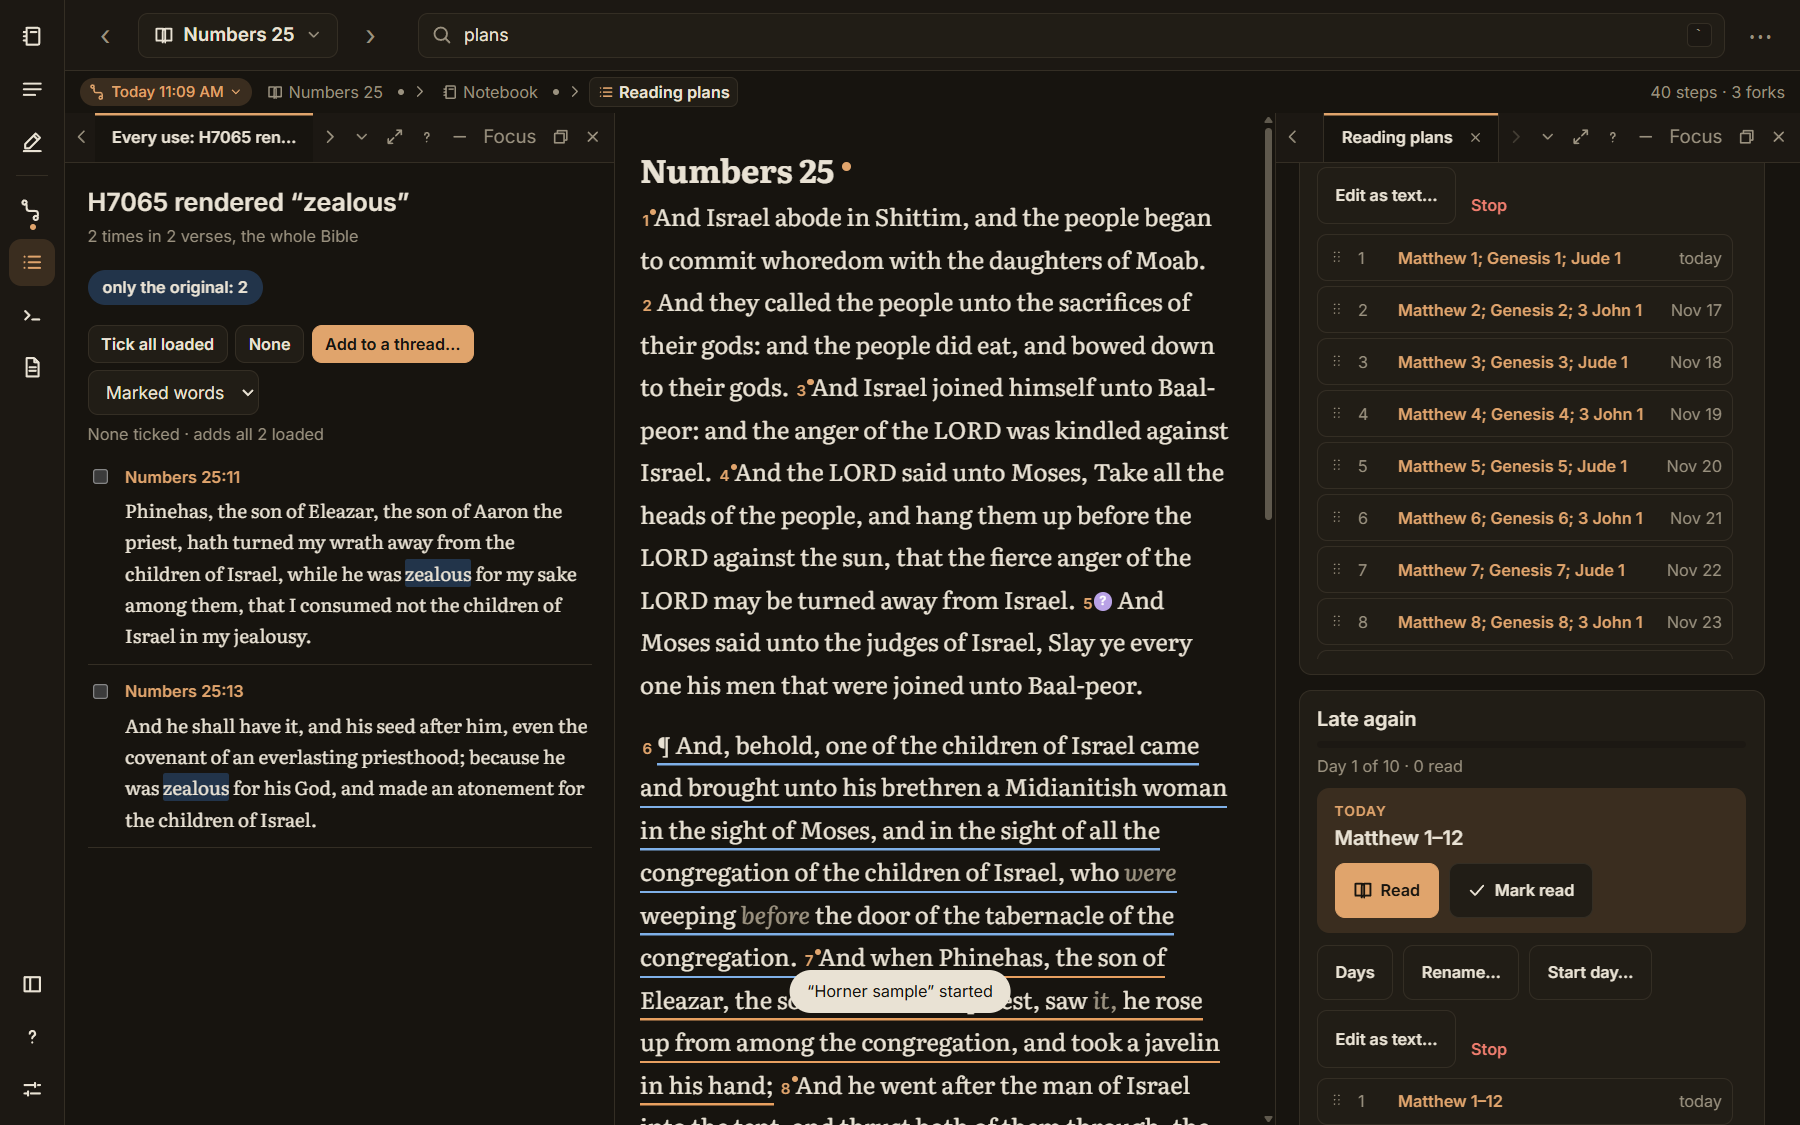 Numbers 25
plans
`
Today 11:09 AM
Numbers 25
Notebook
Reading plans
40 steps · 3 forks
Every use: H7065 ren...
?
Focus
H7065 rendered “zealous”
2 times in 2 verses, the whole Bible
only the original: 2
Tick all loaded
None
Add to a thread...
Marked words
None ticked · adds all 2 loaded
Numbers 25:11
Phinehas, the son of Eleazar, the son of Aaron the
priest, hath turned my wrath away from the
children of Israel, while he was zealous for my sake
among them, that I consumed not the children of
Israel in my jealousy.
Numbers 25:13
And he shall have it, and his seed after him, even the
covenant of an everlasting priesthood; because he
was zealous for his God, and made an atonement for
the children of Israel.
Numbers 25
1 And Israel abode in Shittim, and the people began
to commit whoredom with the daughters of Moab.
2 And they called the people unto the sacrifices of
their gods: and the people did eat, and bowed down
to their gods. 3 And Israel joined himself unto Baal-
peor: and the anger of the LORD was kindled against
Israel. 4 And the LORD said unto Moses, Take all the
heads of the people, and hang them up before the
LORD against the sun, that the fierce anger of the
LORD may be turned away from Israel. 5 ? And
Moses said unto the judges of Israel, Slay ye every
one his men that were joined unto Baal-peor.
6 ¶ And, behold, one of the children of Israel came
and brought unto his brethren a Midianitish woman
in the sight of Moses, and in the sight of all the
congregation of the children of Israel, who were
weeping before the door of the tabernacle of the
congregation. 7 And when Phinehas, the son of
Eleazar, the s
est, saw it, he rose
“Horner sample” started
up from among the congregation, and took a javelin
in his hand; 8 And he went after the man of Israel
into the tent, and thrust both of them through, the
Reading plans
?
Focus
Edit as text...
Stop
1 Matthew 1; Genesis 1; Jude 1 today
2 Matthew 2; Genesis 2; 3 John 1 Nov 17
3 Matthew 3; Genesis 3; Jude 1 Nov 18
4 Matthew 4; Genesis 4; 3 John 1 Nov 19
5 Matthew 5; Genesis 5; Jude 1 Nov 20
6 Matthew 6; Genesis 6; 3 John 1 Nov 21
7 Matthew 7; Genesis 7; Jude 1 Nov 22
8 Matthew 8; Genesis 8; 3 John 1 Nov 23
Late again
Day 1 of 10 · 0 read
TODAY
Matthew 1–12
Read
Mark read
Days
Rename...
Start day...
Edit as text...
Stop
1 Matthew 1–12 today
?